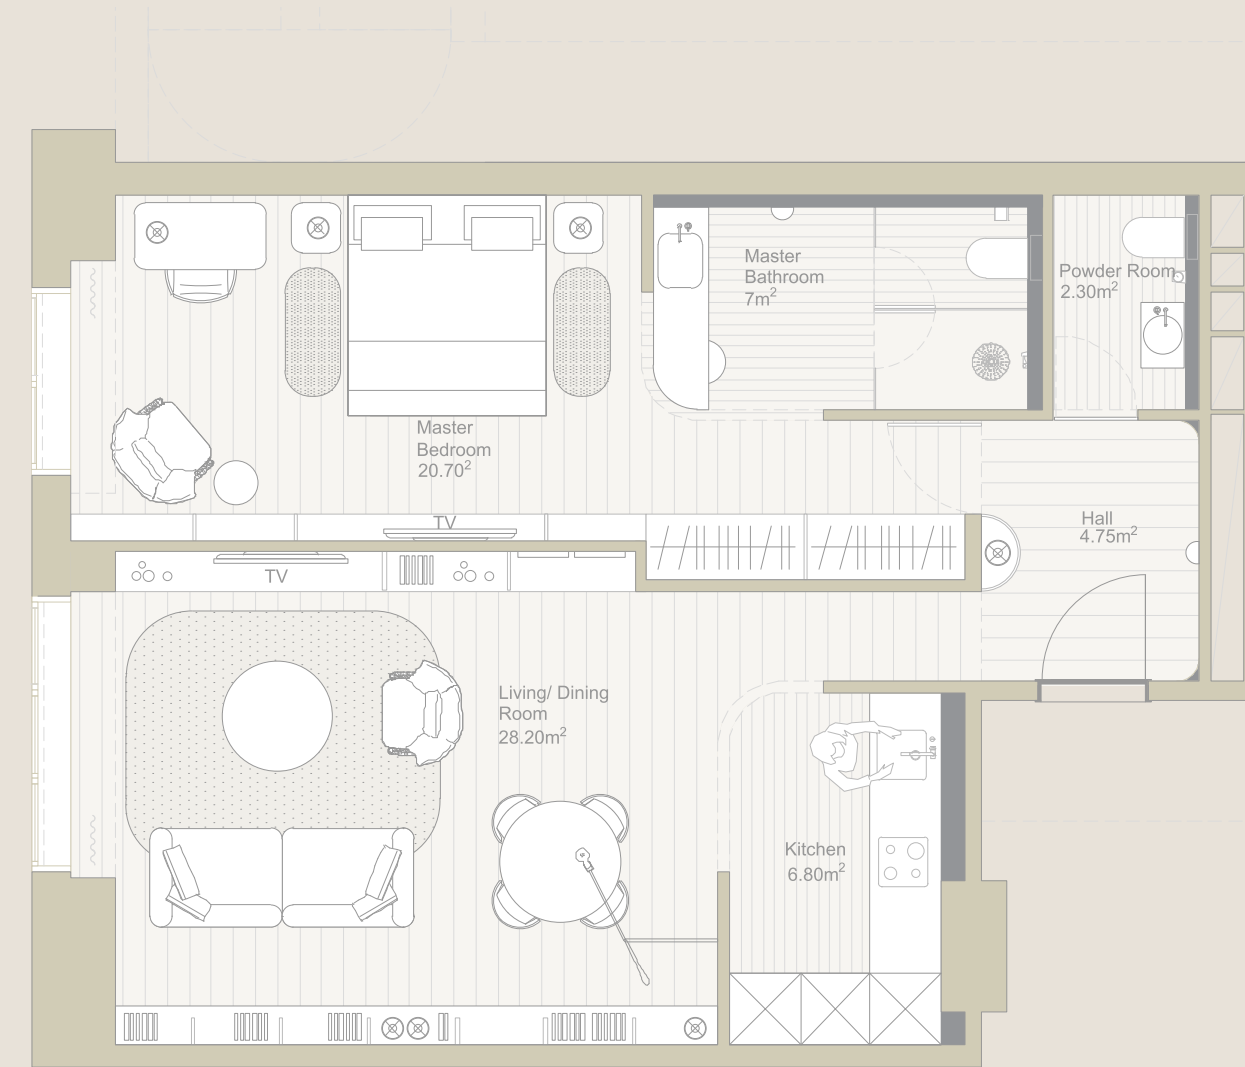 Master
Bathroom
7m²
Powder Room
2.30m²
Master
Bedroom
20.70²
TV
Hall
4.75m²
TV
Living/ Dining
Room
28.20m²
Kitchen
6.80m²